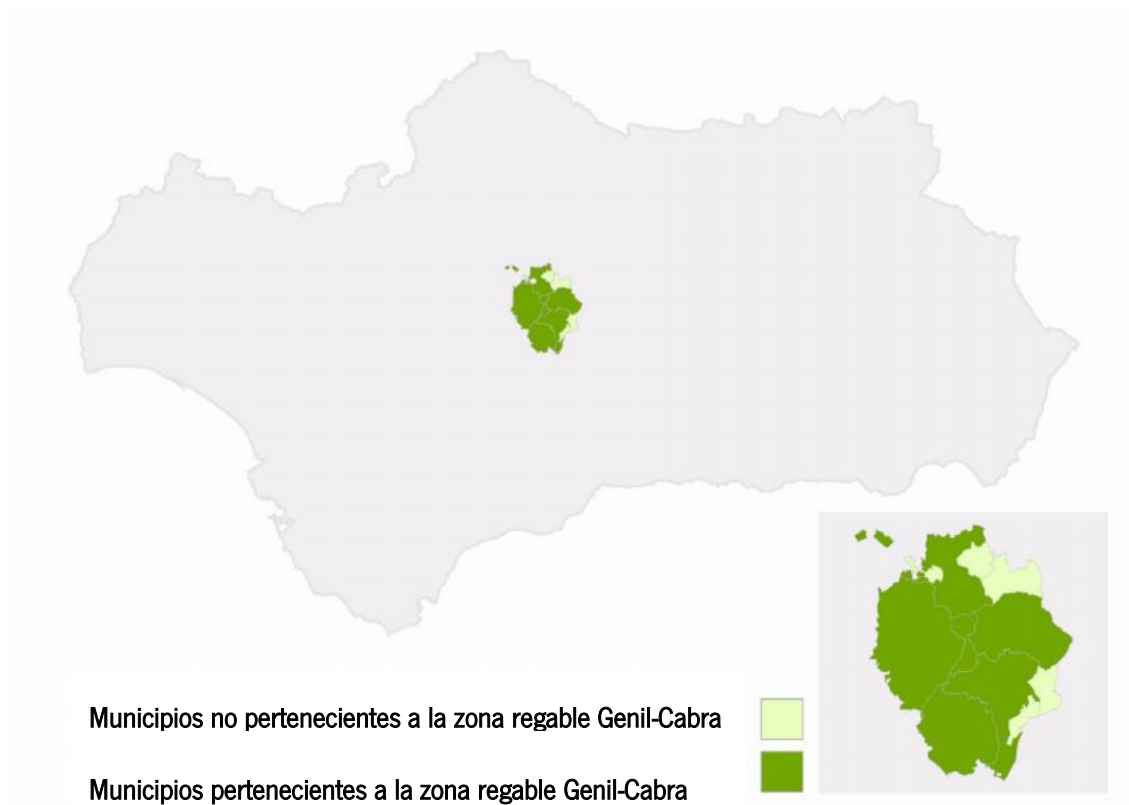 Municipios no pertenecientes a la zona regable Genil-Cabra
Municipios pertenecientes a la zona regable Genil-Cabra